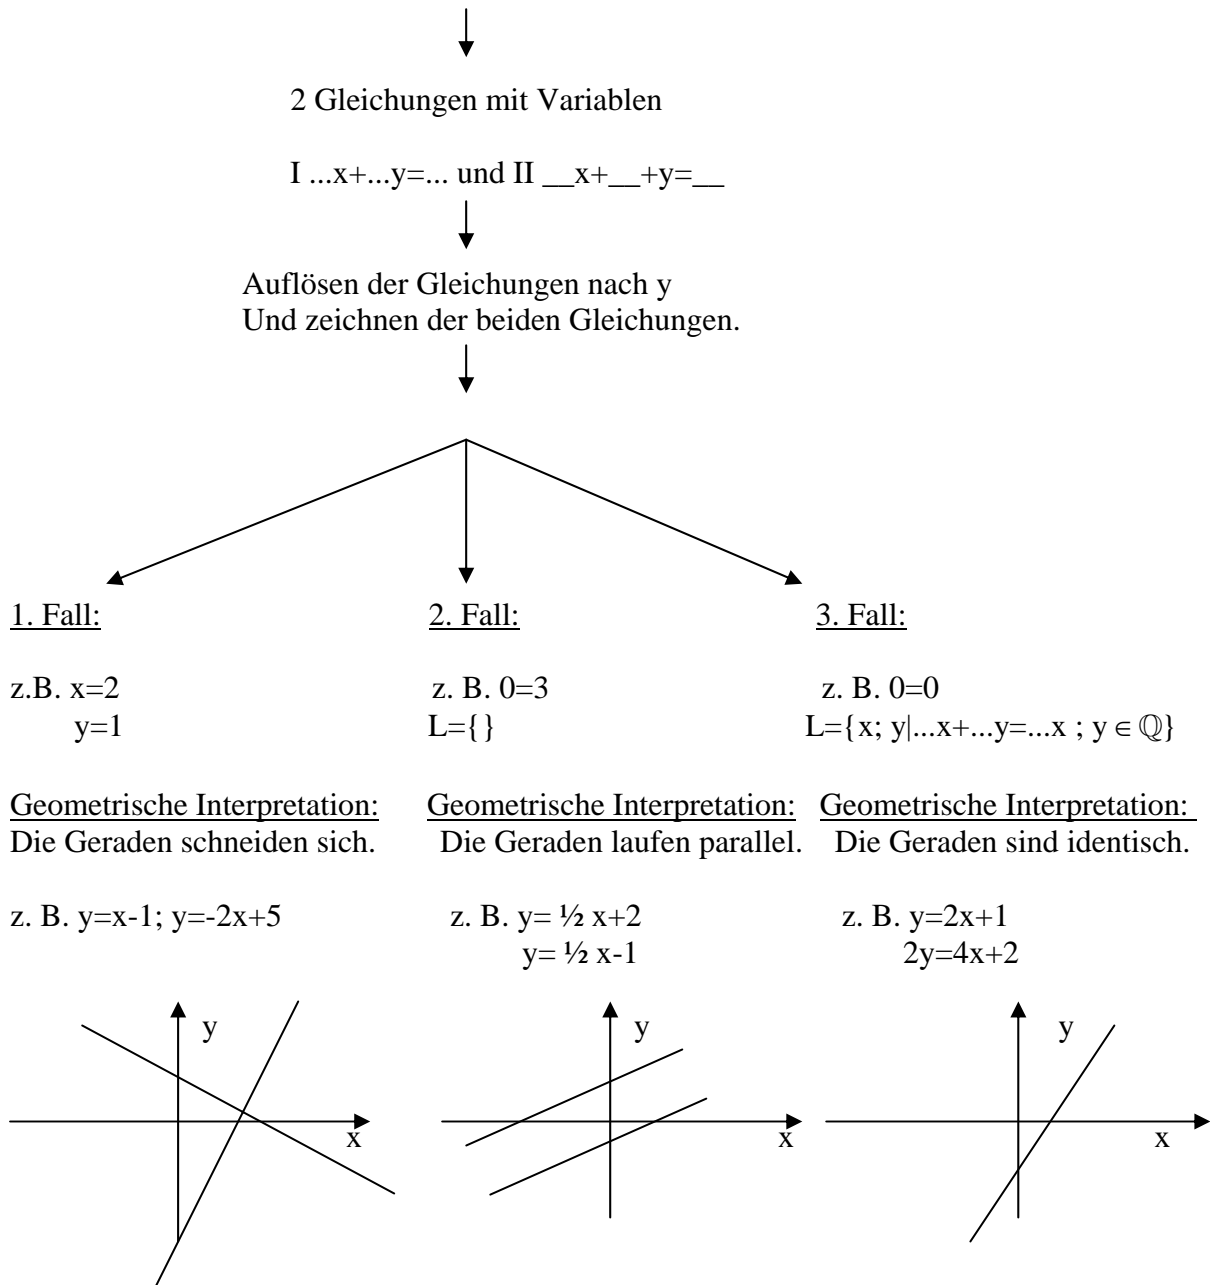 2 Gleichungen mit Variablen
I ...x+...y=... und II __x+__+y=__
Auflösen der Gleichungen nach y
Und zeichnen der beiden Gleichungen.
1. Fall:
2. Fall:
3. Fall:
z.B. x=2
y=1
z. B. 0=3
L={}
z. B. 0=0
L={x; y|...x+...y=...x ; y ∈ ℚ}
Geometrische Interpretation:
Die Geraden schneiden sich.
Geometrische Interpretation:
Die Geraden laufen parallel.
Geometrische Interpretation:
Die Geraden sind identisch.
z. B. y=x-1; y=-2x+5
z. B. y= ½ x+2
y= ½ x-1
z. B. y=2x+1
2y=4x+2
y
x
y
x
y
x